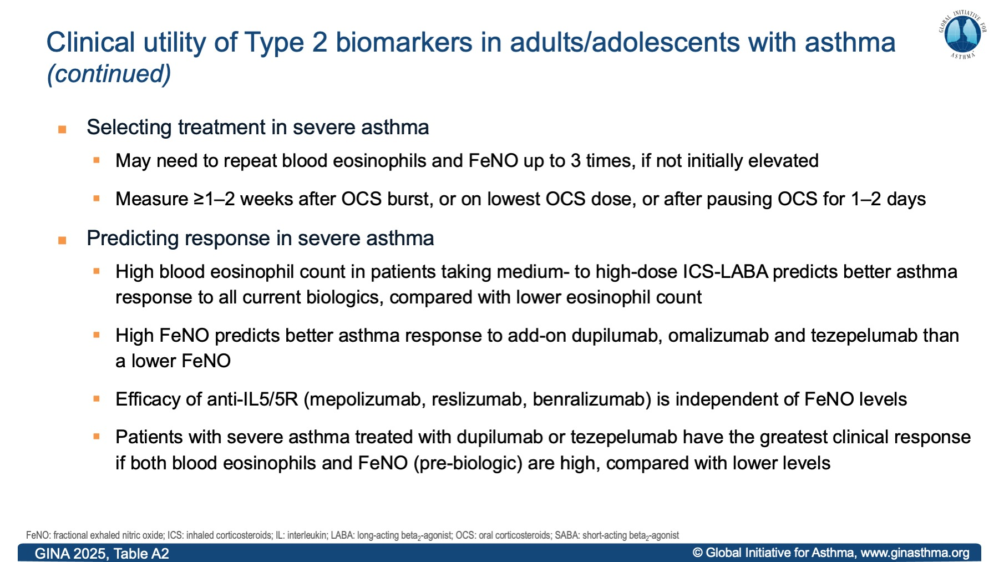 Clinical utility of Type 2 biomarkers in adults/adolescents with asthma
(continued)
GLOBAL INITIATIVE FOR ASTHMA
Selecting treatment in severe asthma
May need to repeat blood eosinophils and FeNO up to 3 times, if not initially elevated
Measure ≥1–2 weeks after OCS burst, or on lowest OCS dose, or after pausing OCS for 1–2 days
Predicting response in severe asthma
High blood eosinophil count in patients taking medium- to high-dose ICS-LABA predicts better asthma
response to all current biologics, compared with lower eosinophil count
High FeNO predicts better asthma response to add-on dupilumab, omalizumab and tezepelumab than
a lower FeNO
Efficacy of anti-IL5/5R (mepolizumab, reslizumab, benralizumab) is independent of FeNO levels
Patients with severe asthma treated with dupilumab or tezepelumab have the greatest clinical response
if both blood eosinophils and FeNO (pre-biologic) are high, compared with lower levels
FeNO: fractional exhaled nitric oxide; ICS: inhaled corticosteroids; IL: interleukin; LABA: long-acting beta₂-agonist; OCS: oral corticosteroids; SABA: short-acting beta₂-agonist
GINA 2025, Table A2
© Global Initiative for Asthma, www.ginasthma.org